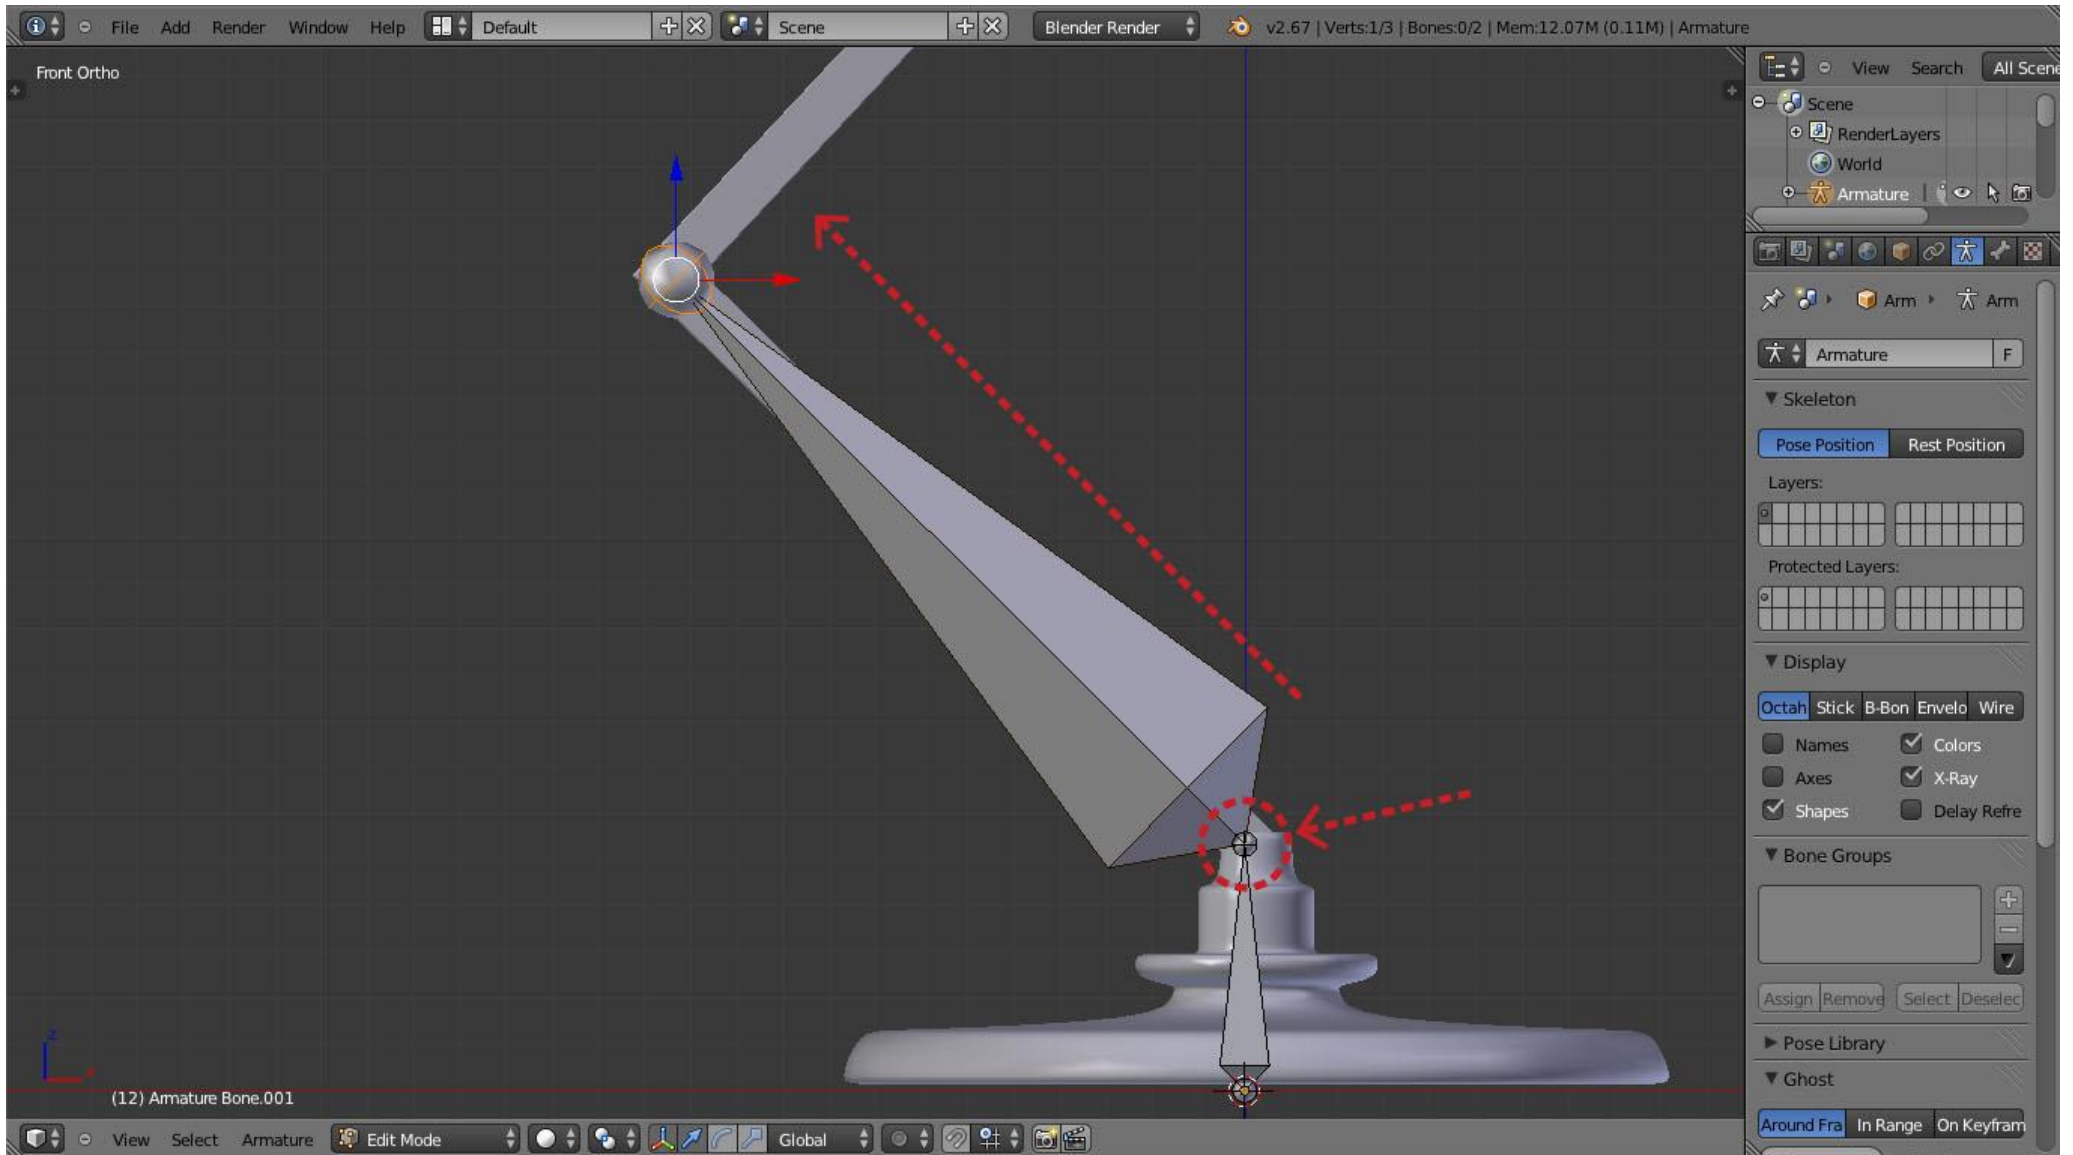 File Add Render Window Help Default Scene Blender Render v2.67 | Verts:1/3 | Bones:0/2 | Mem:12.07M (0.11M) | Armature
Front Ortho
View Search All Scene
Scene
RenderLayers
World
Armature
Arm Arm
Armature F
Skeleton
Pose Position Rest Position
Layers:
Protected Layers:
Display
Octah Stick B-Bon Envelo Wire
Names Colors
Axes X-Ray
Shapes Delay Refre
Bone Groups
Assign Remove Select Deselec
Pose Library
Ghost
Around Fra In Range On Keyfram
z
x
(12) Armature Bone.001
View Select Armature Edit Mode Global